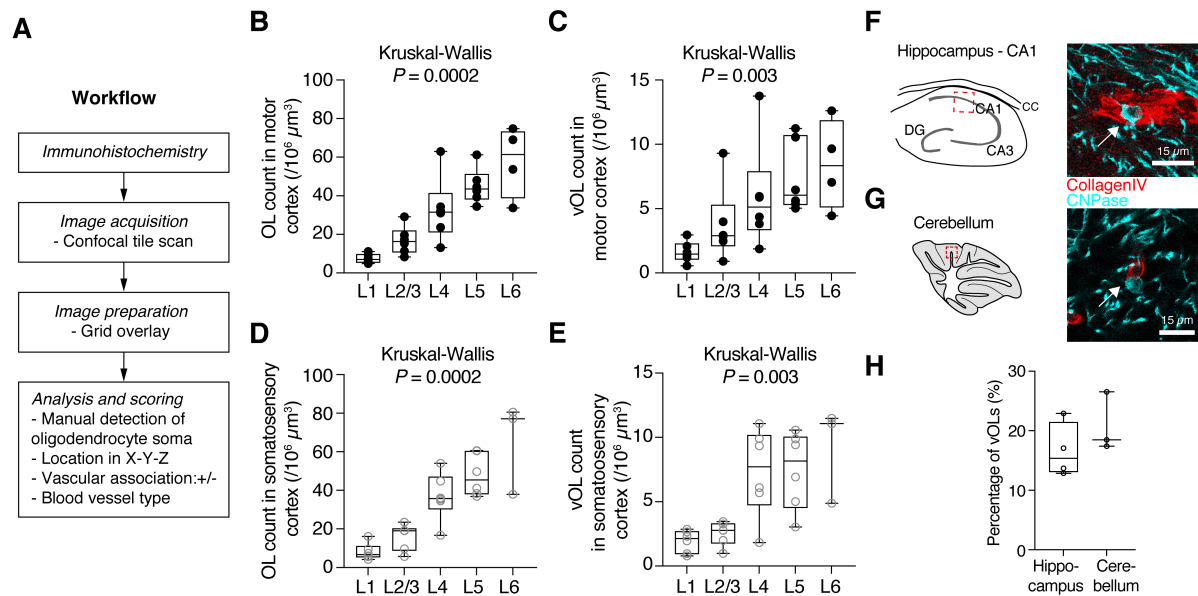 A
Workflow
Immunohistochemistry
Image acquisition
- Confocal tile scan
Image preparation
- Grid overlay
Analysis and scoring
- Manual detection of
oligodendrocyte soma
- Location in X-Y-Z
- Vascular association:+/-
- Blood vessel type
B
Kruskal-Wallis
P = 0.0002
OL count in motor
cortex (/10⁶ µm³)
100
80
60
40
20
0
L1 L2/3 L4 L5 L6
C
Kruskal-Wallis
P = 0.003
vOL count in
motor cortex (/10⁶ µm³)
15
10
5
0
L1 L2/3 L4 L5 L6
D
Kruskal-Wallis
P = 0.0002
OL count in somatosensory
cortex (/10⁶ µm³)
100
80
60
40
20
0
L1 L2/3 L4 L5 L6
E
Kruskal-Wallis
P = 0.003
vOL count
in somatoosensory
cortex (/10⁶ µm³)
15
10
5
0
L1 L2/3 L4 L5 L6
F
Hippocampus - CA1
CC
CA1
DG
CA3
15 µm
CollagenIV
CNPase
G
Cerebellum
15 µm
H
Percentage of vOLs (%)
30
20
10
0
Hippo-
campus
Cere-
bellum